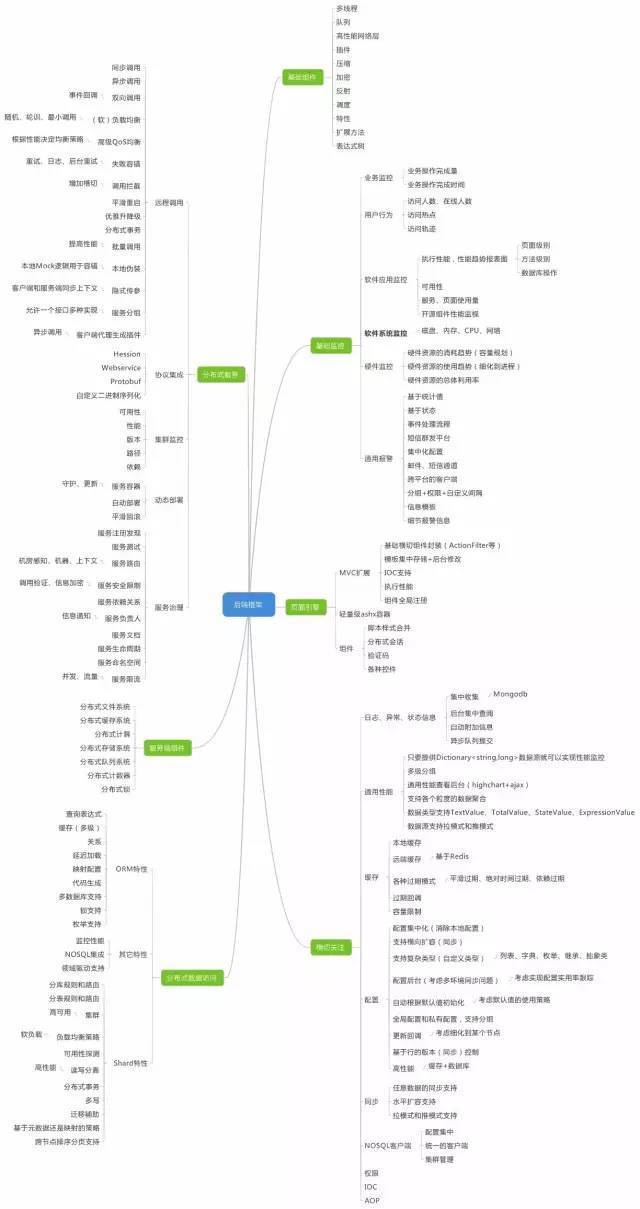 后端框架
基础组件
多线程
队列
高性能网络层
插件
压缩
加密
反射
调度
特性
扩展方法
表达式树
基础监控
业务监控
业务操作完成量
业务操作完成时间
用户行为
访问人数、在线人数
访问热点
访问轨迹
软件应用监控
执行性能，性能趋势报表图
页面级别
方法级别
数据库操作
可用性
服务、页面使用量
开源组件性能监视
软件系统监控
磁盘、内存、CPU、网络
硬件监控
硬件资源的消耗趋势（容量规划）
硬件资源的使用趋势（细化到进程）
硬件资源的总体利用率
通用报警
基于统计值
基于状态
事件处理流程
短信群发平台
集中化配置
邮件、短信通道
跨平台的客户端
分组+权限+自定义间隔
信息模板
细节报警信息
页面引擎
MVC扩展
基础横切组件封装（ActionFilter等）
模板集中存储+后台修改
IOC支持
执行性能
组件全局注册
轻量级ashx容器
组件
脚本样式合并
分布式会话
验证码
各种控件
横切关注
日志、异常、状态信息
集中收集
Mongodb
后台集中查阅
自动附加信息
异步队列提交
通用性能
只要提供Dictionary<string,long>数据源就可以实现性能监控
多级分组
通用性能查看后台（highchart+ajax）
支持各个粒度的数据聚合
数据类型支持TextValue、TotalValue、StateValue、ExpressionValue
数据源支持拉模式和推模式
缓存
本地缓存
远端缓存
基于Redis
各种过期模式
平滑过期、绝对时间过期、依赖过期
过期回调
容量限制
配置
配置集中化（消除本地配置）
支持横向扩容（同步）
支持复杂类型（自定义类型）
列表、字典、枚举、继承、抽象类
配置后台（考虑多环境同步问题）
考虑实现配置实用率跟踪
自动根据默认值初始化
考虑默认值的使用策略
全局配置和私有配置，支持分组
更新回调
考虑细化到某个节点
基于行的版本（同步）控制
高性能
缓存+数据库
同步
任意数据的同步支持
水平扩容支持
拉模式和推模式支持
NOSQL客户端
配置集中
统一的客户端
集群管理
权限
IOC
AOP
分布式服务
远程调用
同步调用
异步调用
双向调用
事件回调
（软）负载均衡
随机、轮训、最小调用
高级QoS均衡
根据性能决定均衡策略
失败容错
重试、日志、后台重试
调用拦截
增加横切
平滑重启
优雅升降级
分布式事务
批量调用
提高性能
本地伪装
本地Mock逻辑用于容错
隐式传参
客户端和服务端同步上下文
服务分组
允许一个接口多种实现
客户端代理生成插件
异步调用
协议集成
Hession
Webservice
Protobuf
自定义二进制序列化
集群监控
可用性
性能
版本
路径
依赖
动态部署
服务容器
守护、更新
自动部署
平滑回滚
服务治理
服务注册发现
服务测试
服务路由
机房感知、机器、上下文
服务安全限制
调用验证、信息加密
服务依赖关系
服务负责人
信息通知
服务文档
服务生命周期
服务命名空间
服务限流
并发、流量
服务端组件
分布式文件系统
分布式缓存系统
分布式计算
分布式存储系统
分布式队列系统
分布式计数器
分布式锁
分布式数据访问
ORM特性
查询表达式
缓存（多级）
关系
延迟加载
映射配置
代码生成
多数据库支持
锁支持
枚举支持
其它特性
监控性能
NOSQL集成
领域驱动支持
Shard特性
分库规则和路由
分表规则和路由
集群
高可用
负载均衡策略
软负载
可用性探测
读写分离
高性能
分布式事务
多写
迁移辅助
基于元数据还是映射的策略
跨节点排序分页支持